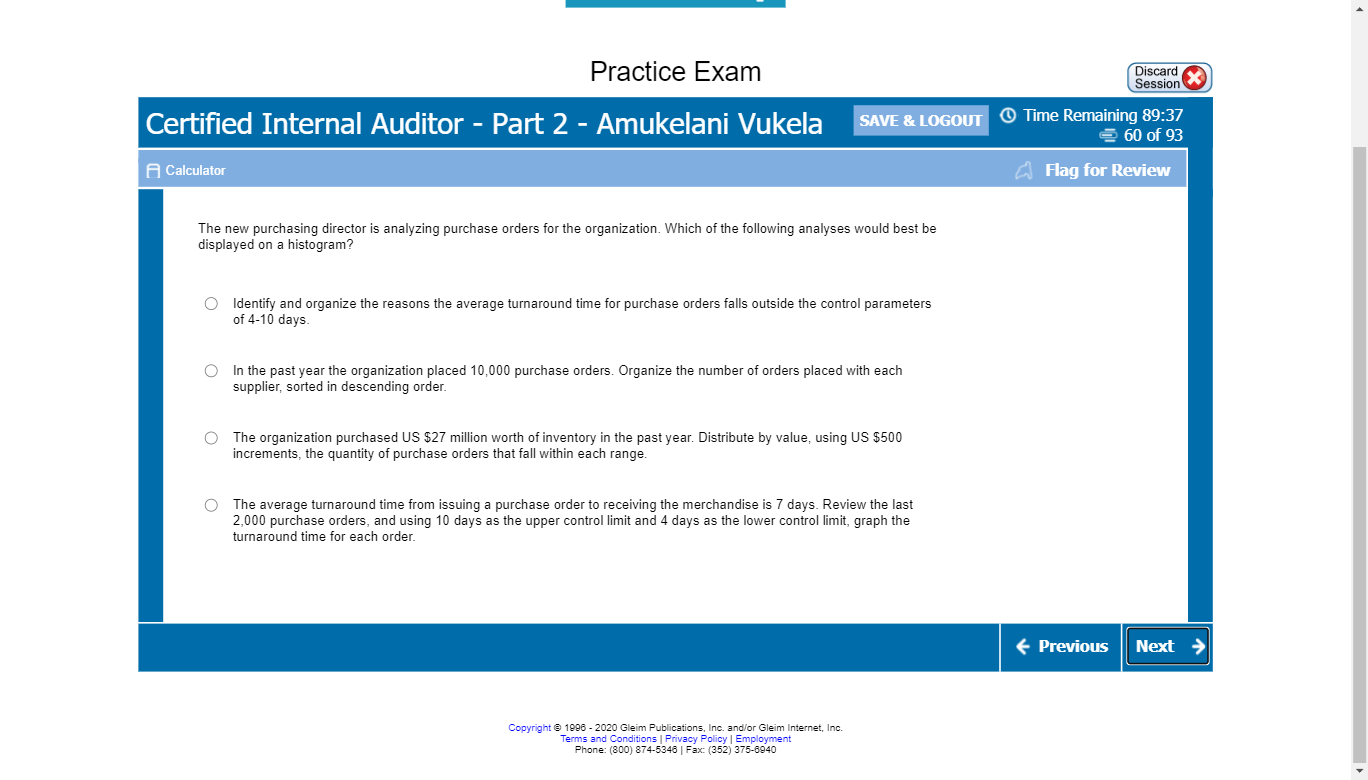 Practice Exam
Discard
Session
Certified Internal Auditor - Part 2 - Amukelani Vukela
SAVE & LOGOUT
Time Remaining 89:37
60 of 93
Calculator
Flag for Review
The new purchasing director is analyzing purchase orders for the organization. Which of the following analyses would best be
displayed on a histogram?
Identify and organize the reasons the average turnaround time for purchase orders falls outside the control parameters
of 4-10 days.
In the past year the organization placed 10,000 purchase orders. Organize the number of orders placed with each
supplier, sorted in descending order.
The organization purchased US $27 million worth of inventory in the past year. Distribute by value, using US $500
increments, the quantity of purchase orders that fall within each range.
The average turnaround time from issuing a purchase order to receiving the merchandise is 7 days. Review the last
2,000 purchase orders, and using 10 days as the upper control limit and 4 days as the lower control limit, graph the
turnaround time for each order.
Previous
Next
Copyright © 1996 - 2020 Gleim Publications, Inc. and/or Gleim Internet, Inc.
Terms and Conditions | Privacy Policy | Employment
Phone: (800) 874-5346 | Fax: (352) 375-6940